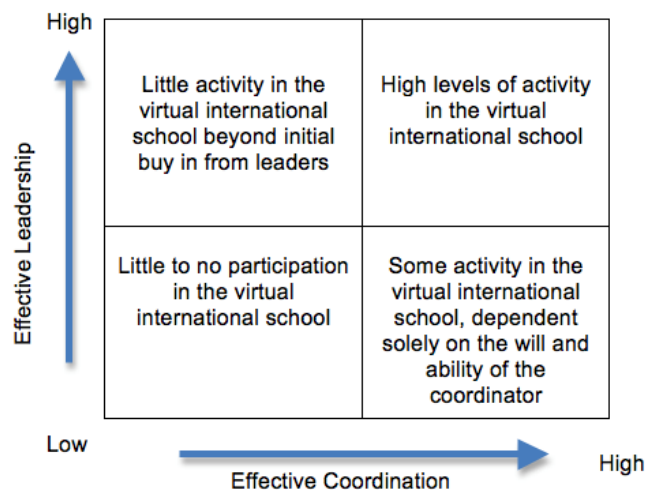 High
Little activity in the
virtual international
school beyond initial
buy in from leaders
High levels of activity
in the virtual
international school
Effective Leadership
Little to no participation
in the virtual
international school
Some activity in the
virtual international
school, dependent
solely on the will and
ability of the
coordinator
Low
High
Effective Coordination